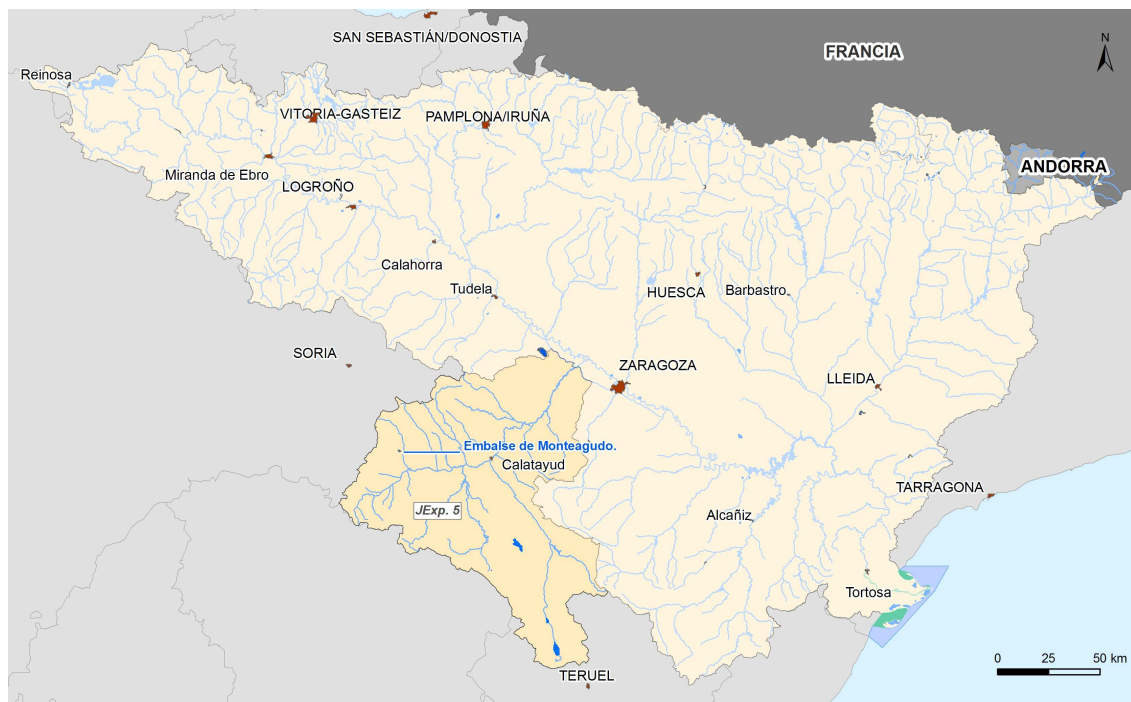 SAN SEBASTIÁN/DONOSTIA
FRANCIA
N
Reinosa
VITORIA-GASTEIZ
PAMPLONA/IRUÑA
ANDORRA
Miranda de Ebro
LOGROÑO
Calahorra
Tudela
HUESCA
Barbastro
SORIA
ZARAGOZA
LLEIDA
Embalse de Monteagudo.
Calatayud
TARRAGONA
JExp. 5
Alcañiz
Tortosa
0 25 50 km
TERUEL